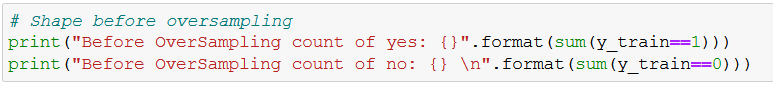 # Shape before oversampling
print("Before OverSampling count of yes: {}".format(sum(y_train==1)))
print("Before OverSampling count of no: {} \n".format(sum(y_train==0)))